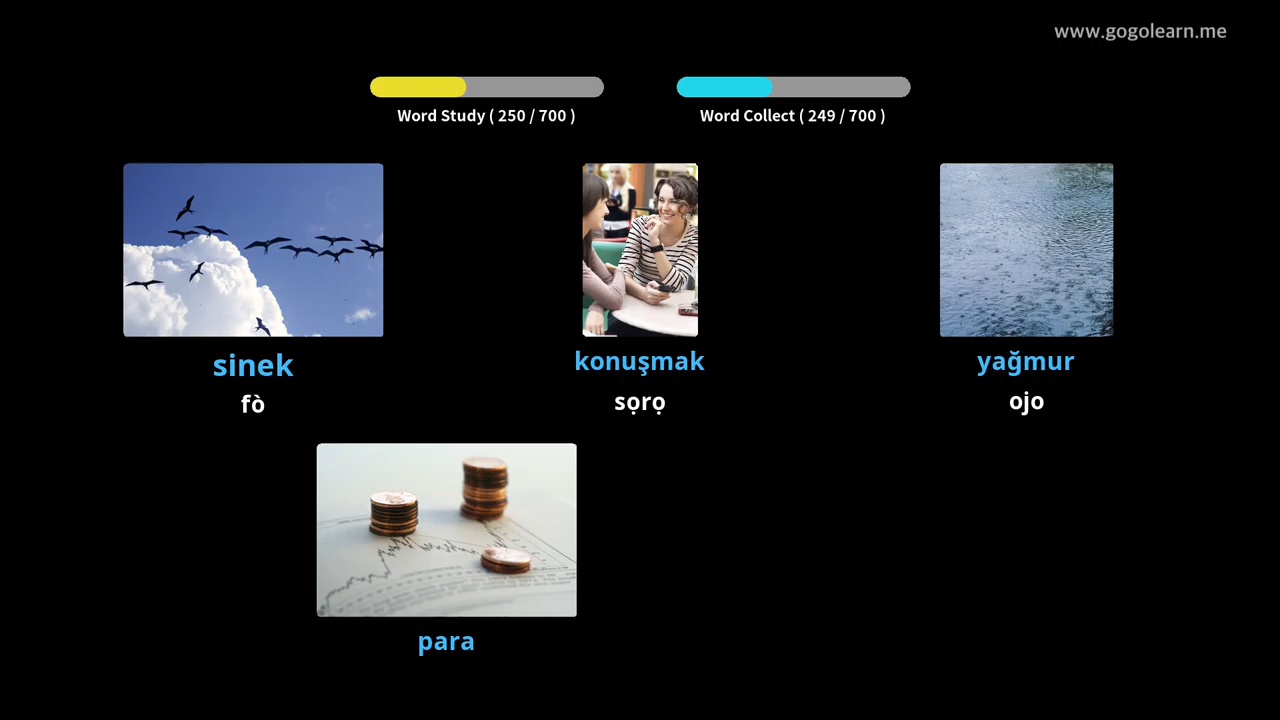 www.gogolearn.me
Word Study ( 250 / 700 )
Word Collect ( 249 / 700 )
sinek
fò
konuşmak
sọrọ
yağmur
ojo
para